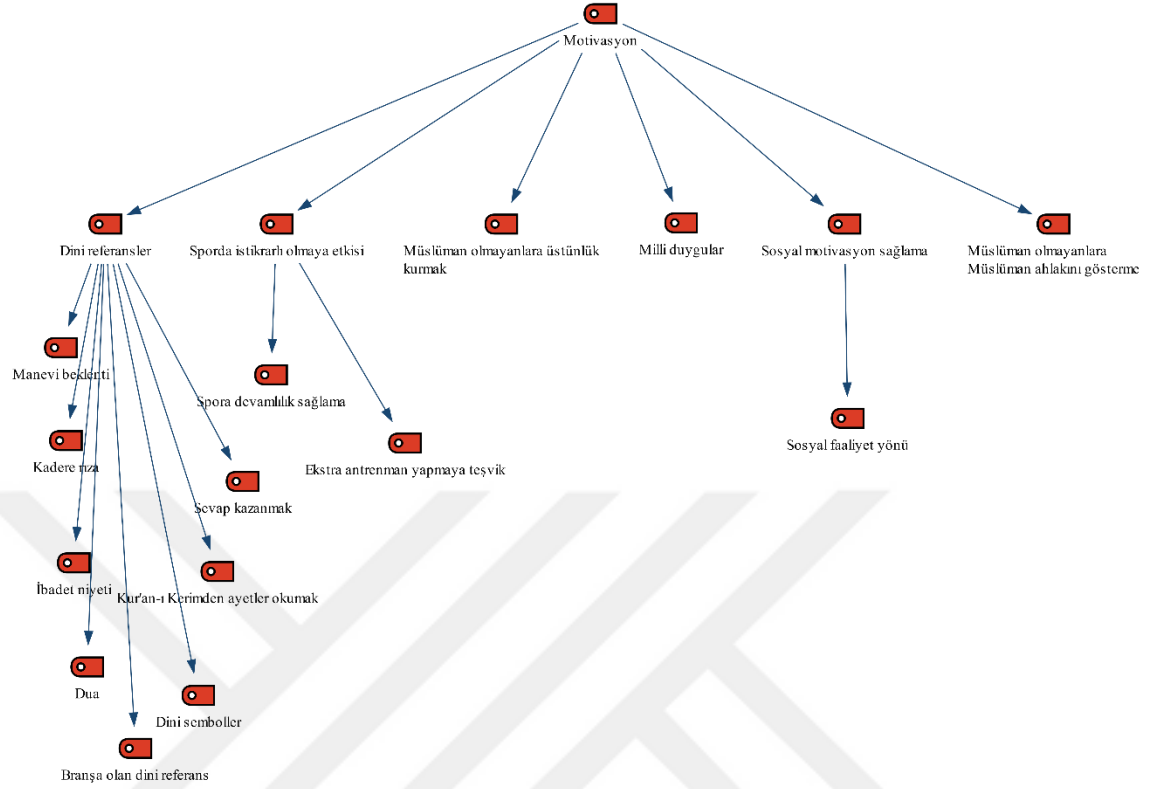 Motivasyon
Dini referansler
Sporda istikrarlı olmaya etkisi
Müslüman olmayanlara üstünlük
kurmak
Milli duygular
Sosyal motivasyon sağlama
Müslüman olmayanlara
Müslüman ahlakını gösterme
Manevi beklenti
Spora devamlılık sağlama
Sosyal faaliyet yönü
Kadere rıza
Ekstra antrenman yapmaya teşvik
Sevap kazanmak
İbadet niyeti
Kur'an-ı Kerimden ayetler okumak
Dua
Dini semboller
Branşa olan dini referans